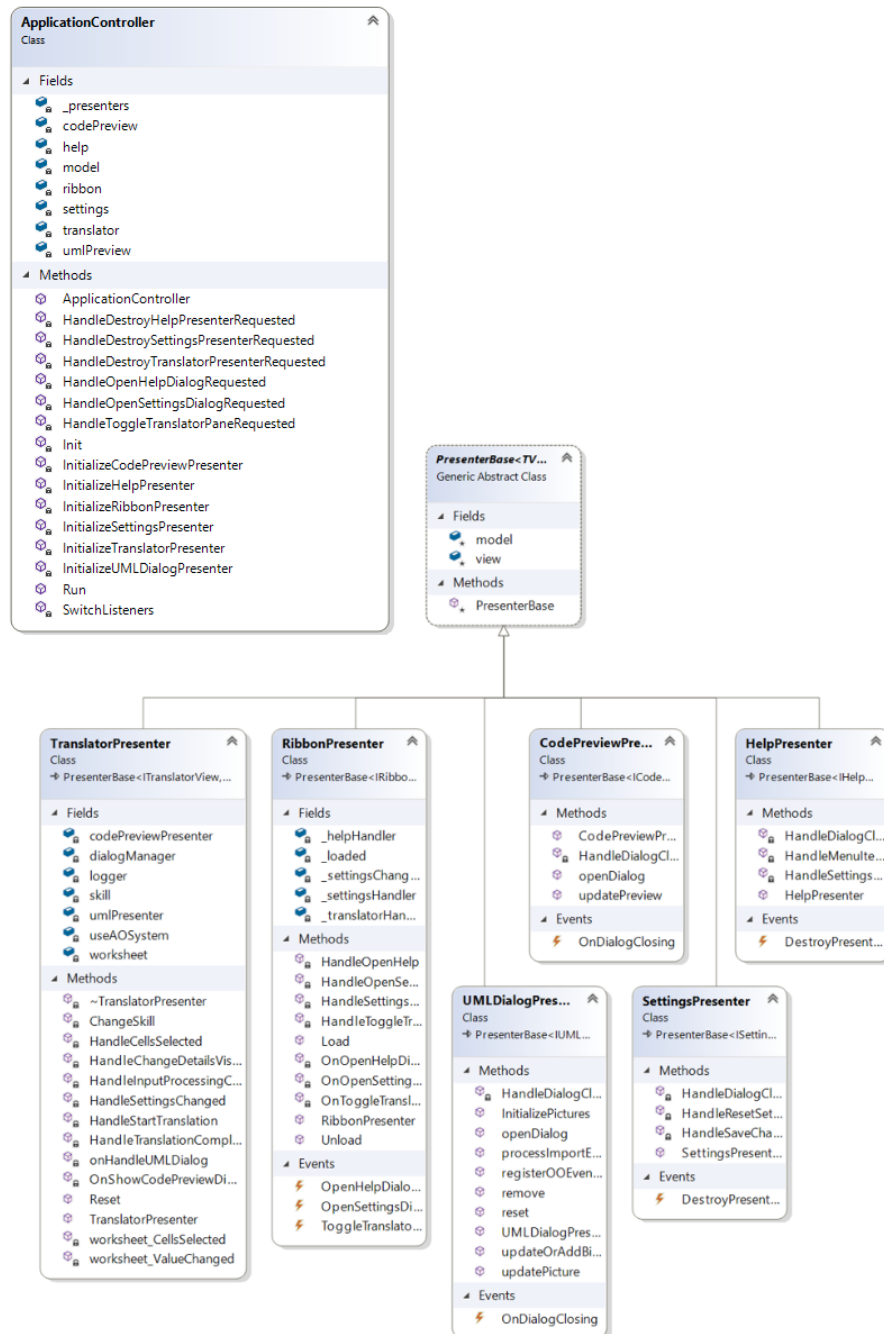 ApplicationController
Class
Fields
_presenters
codePreview
help
model
ribbon
settings
translator
umlPreview
Methods
ApplicationController
HandleDestroyHelpPresenterRequested
HandleDestroySettingsPresenterRequested
HandleDestroyTranslatorPresenterRequested
HandleOpenHelpDialogRequested
HandleOpenSettingsDialogRequested
HandleToggleTranslatorPaneRequested
Init
InitializeCodePreviewPresenter
InitializeHelpPresenter
InitializeRibbonPresenter
InitializeSettingsPresenter
InitializeTranslatorPresenter
InitializeUMLDialogPresenter
Run
SwitchListeners
PresenterBase<TV...
Generic Abstract Class
Fields
model
view
Methods
PresenterBase
TranslatorPresenter
Class
PresenterBase<ITranslatorView,...
Fields
codePreviewPresenter
dialogManager
logger
skill
umlPresenter
useAOSystem
worksheet
Methods
~TranslatorPresenter
ChangeSkill
HandleCellsSelected
HandleChangeDetailsVis...
HandleInputProcessingC...
HandleSettingsChanged
HandleStartTranslation
HandleTranslationCompl...
onHandleUMLDialog
OnShowCodePreviewDi...
Reset
TranslatorPresenter
worksheet_CellsSelected
worksheet_ValueChanged
RibbonPresenter
Class
PresenterBase<IRibbo...
Fields
_helpHandler
_loaded
_settingsChang...
_settingsHandler
_translatorHan...
Methods
HandleOpenHelp
HandleOpenSe...
HandleSettings...
HandleToggleTr...
Load
OnOpenHelpDi...
OnOpenSetting...
OnToggleTransl...
RibbonPresenter
Unload
Events
OpenHelpDialo...
OpenSettingsDi...
ToggleTranslato...
CodePreviewPre...
Class
PresenterBase<ICode...
Methods
CodePreviewPr...
HandleDialogCl...
openDialog
updatePreview
Events
OnDialogClosing
HelpPresenter
Class
PresenterBase<IHelp...
Methods
HandleDialogCl...
HandleMenuIte...
HandleSettings...
HelpPresenter
Events
DestroyPresent...
UMLDialogPres...
Class
PresenterBase<IUML...
Methods
HandleDialogCl...
InitializePictures
openDialog
processImportE...
registerOOEven...
remove
reset
UMLDialogPres...
updateOrAddBi...
updatePicture
Events
OnDialogClosing
SettingsPresenter
Class
PresenterBase<ISettin...
Methods
HandleDialogCl...
HandleResetSet...
HandleSaveCha...
SettingsPresent...
Events
DestroyPresent...